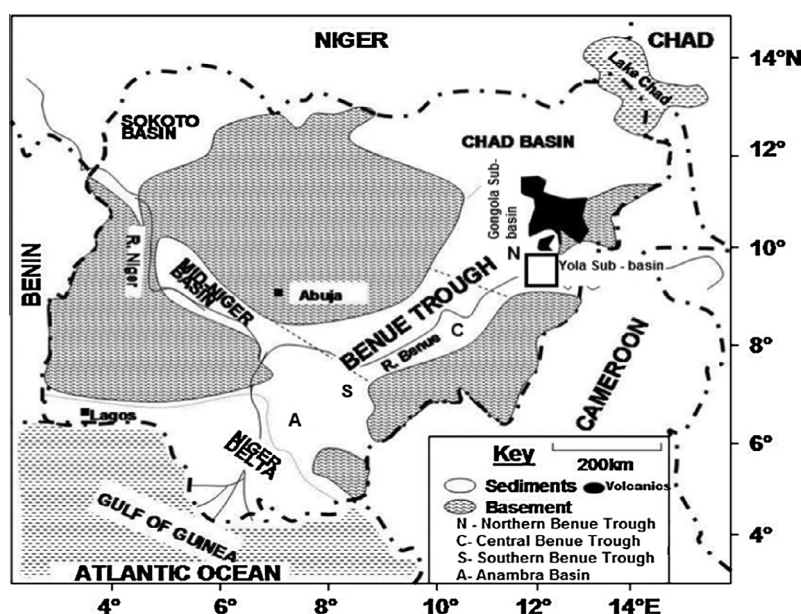 NIGER
CHAD
14°N
Lake Chad
SOKOTO
BASIN
CHAD BASIN
12°
Gongola Sub-
basin
BENIN
R. Niger
MID-NIGER
BASIN
Abuja
N
10°
Yola Sub - basin
BENUE TROUGH
R. Benue
C
8°
CAMEROON
S
A
Lagos
6°
NIGER
DELTA
Key
200km
Sediments
Volcanics
Basement
N - Northern Benue Trough
C- Central Benue Trough
S- Southern Benue Trough
A- Anambra Basin
4°
GULF OF GUINEA
ATLANTIC OCEAN
4°
6°
8°
10°
12°
14°E